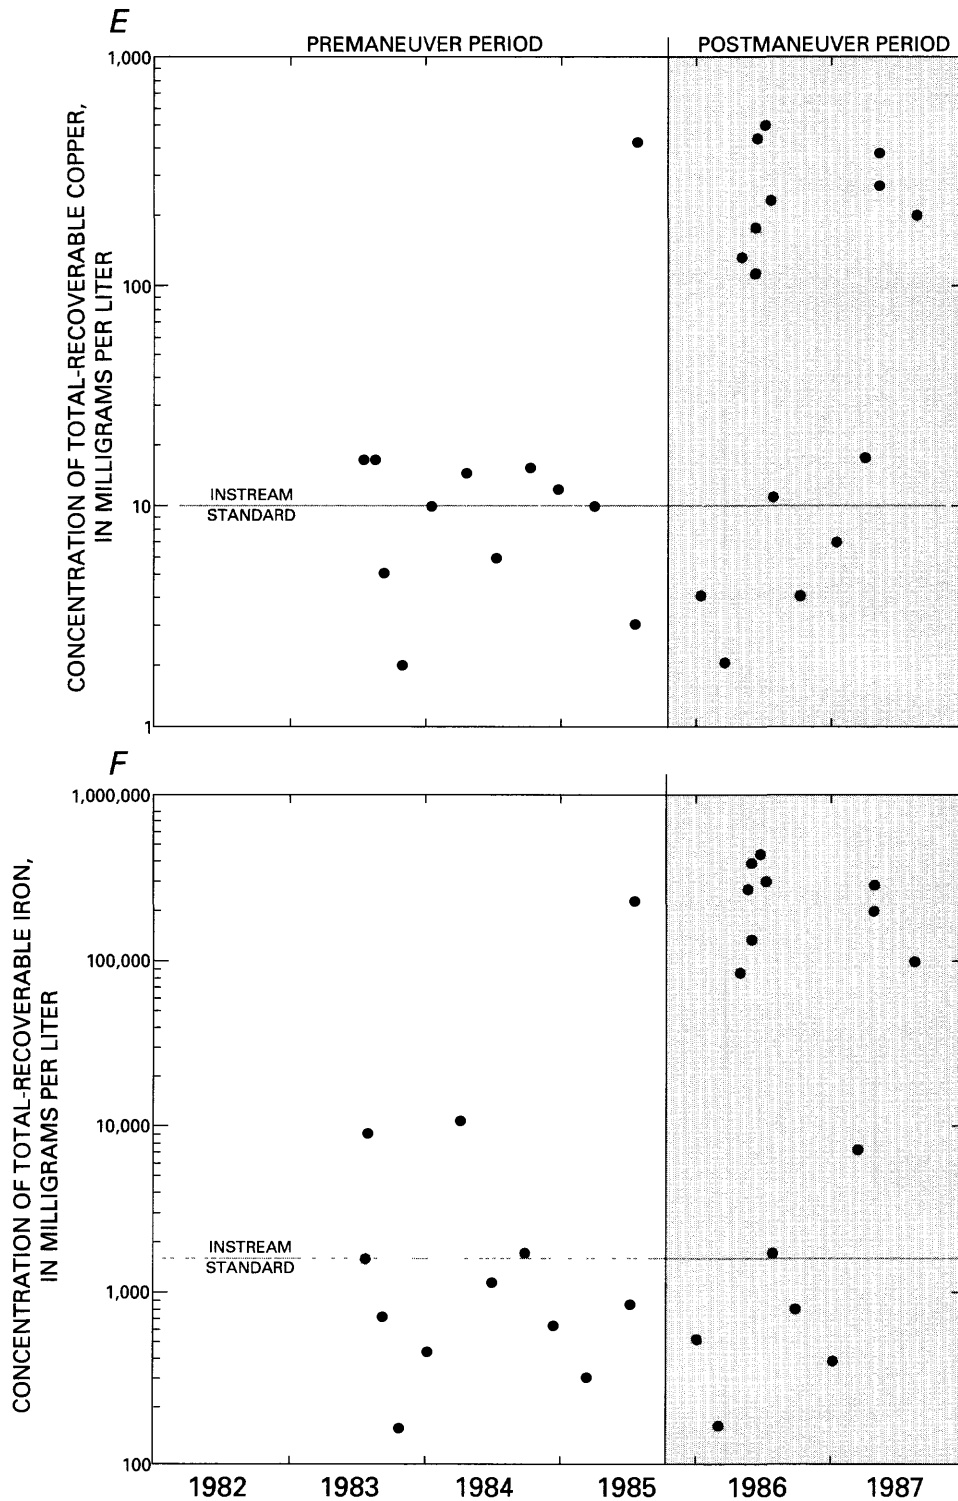 E
PREMANEUVER PERIOD
POSTMANEUVER PERIOD
CONCENTRATION OF TOTAL-RECOVERABLE COPPER,
IN MILLIGRAMS PER LITER
1,000
100
10
1
INSTREAM
STANDARD
F
CONCENTRATION OF TOTAL-RECOVERABLE IRON,
IN MILLIGRAMS PER LITER
1,000,000
100,000
10,000
1,000
100
INSTREAM
STANDARD
1982 1983 1984 1985 1986 1987